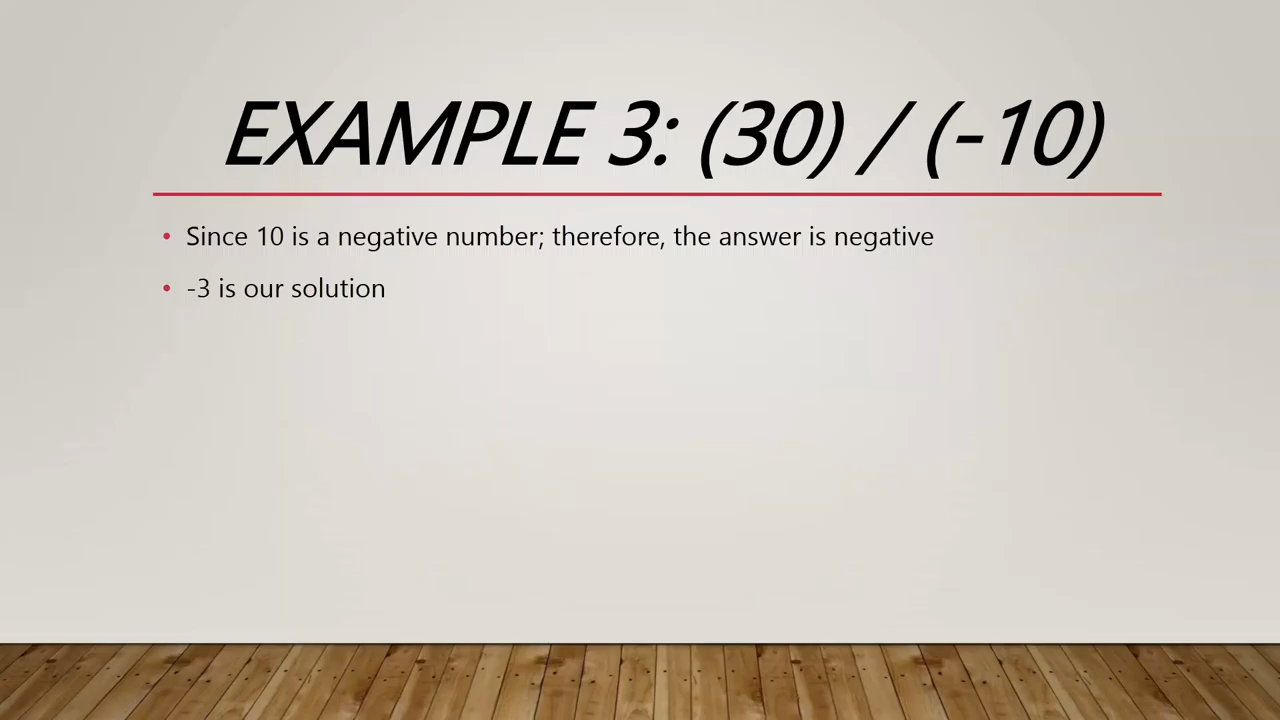 EXAMPLE 3: (30) / (-10)
• Since 10 is a negative number; therefore, the answer is negative
• -3 is our solution